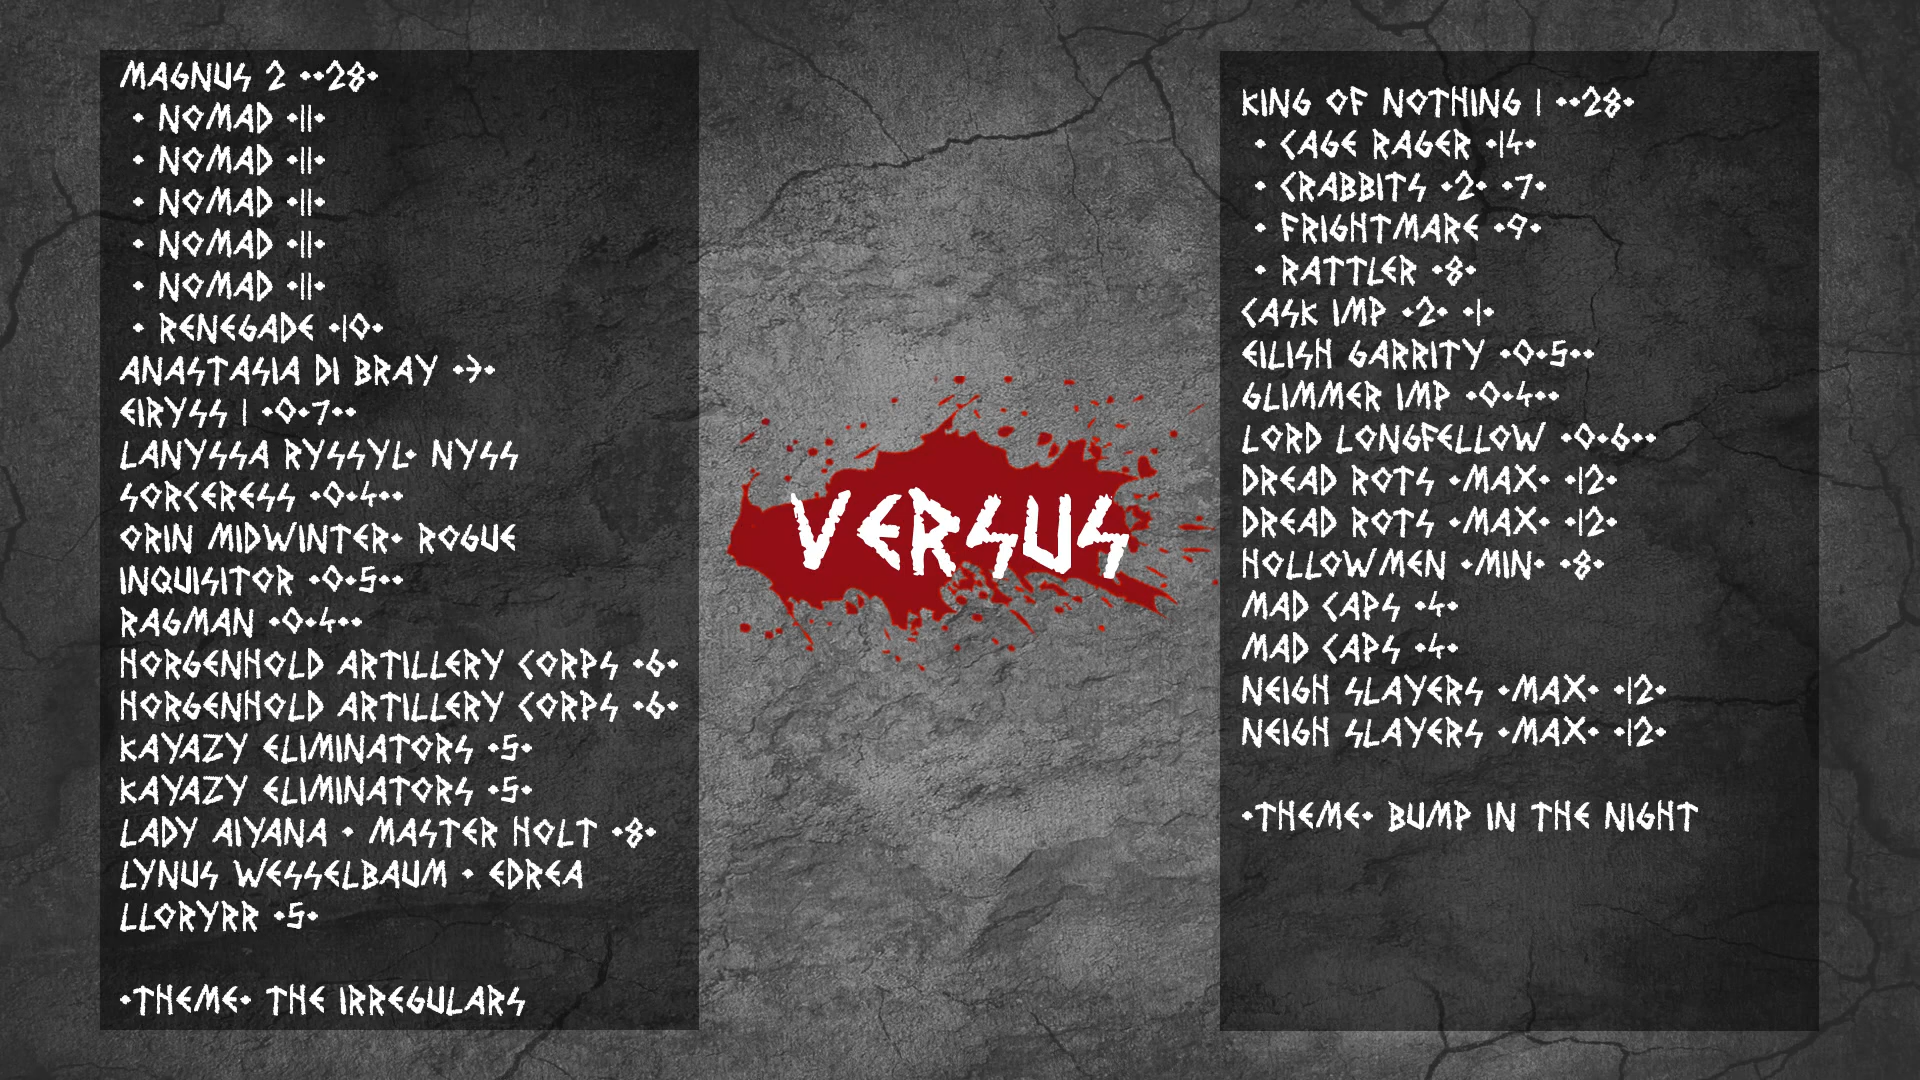 MAGNUS 2 ••28•
• NOMAD •11•
• NOMAD •11•
• NOMAD •11•
• NOMAD •11•
• NOMAD •11•
• RENEGADE •10•
ANASTASIA DI BRAY •3•
EIRYSS 1 •0•7••
LANYSSA RYSSYL• NYSS
SORCERESS •0•4••
ORIN MIDWINTER• ROGUE
INQUISITOR •0•5••
RAGMAN •0•4••
HORGENHOLD ARTILLERY CORPS •6•
HORGENHOLD ARTILLERY CORPS •6•
KAYAZY ELIMINATORS •5•
KAYAZY ELIMINATORS •5•
LADY AIYANA • MASTER HOLT •8•
LYNUS WESSELBAUM • EDREA
LLORYRR •5•
•THEME• THE IRREGULARS
VERSUS
KING OF NOTHING 1 ••28•
• CAGE RAGER •14•
• CRABBITS •2• •7•
• FRIGHTMARE •9•
• RATTLER •8•
CASK IMP •2• •1•
EILISH GARRITY •0•5••
GLIMMER IMP •0•4••
LORD LONGFELLOW •0•6••
DREAD ROTS •MAX• •12•
DREAD ROTS •MAX• •12•
HOLLOWMEN •MIN• •8•
MAD CAPS •4•
MAD CAPS •4•
NEIGH SLAYERS •MAX• •12•
NEIGH SLAYERS •MAX• •12•
•THEME• BUMP IN THE NIGHT